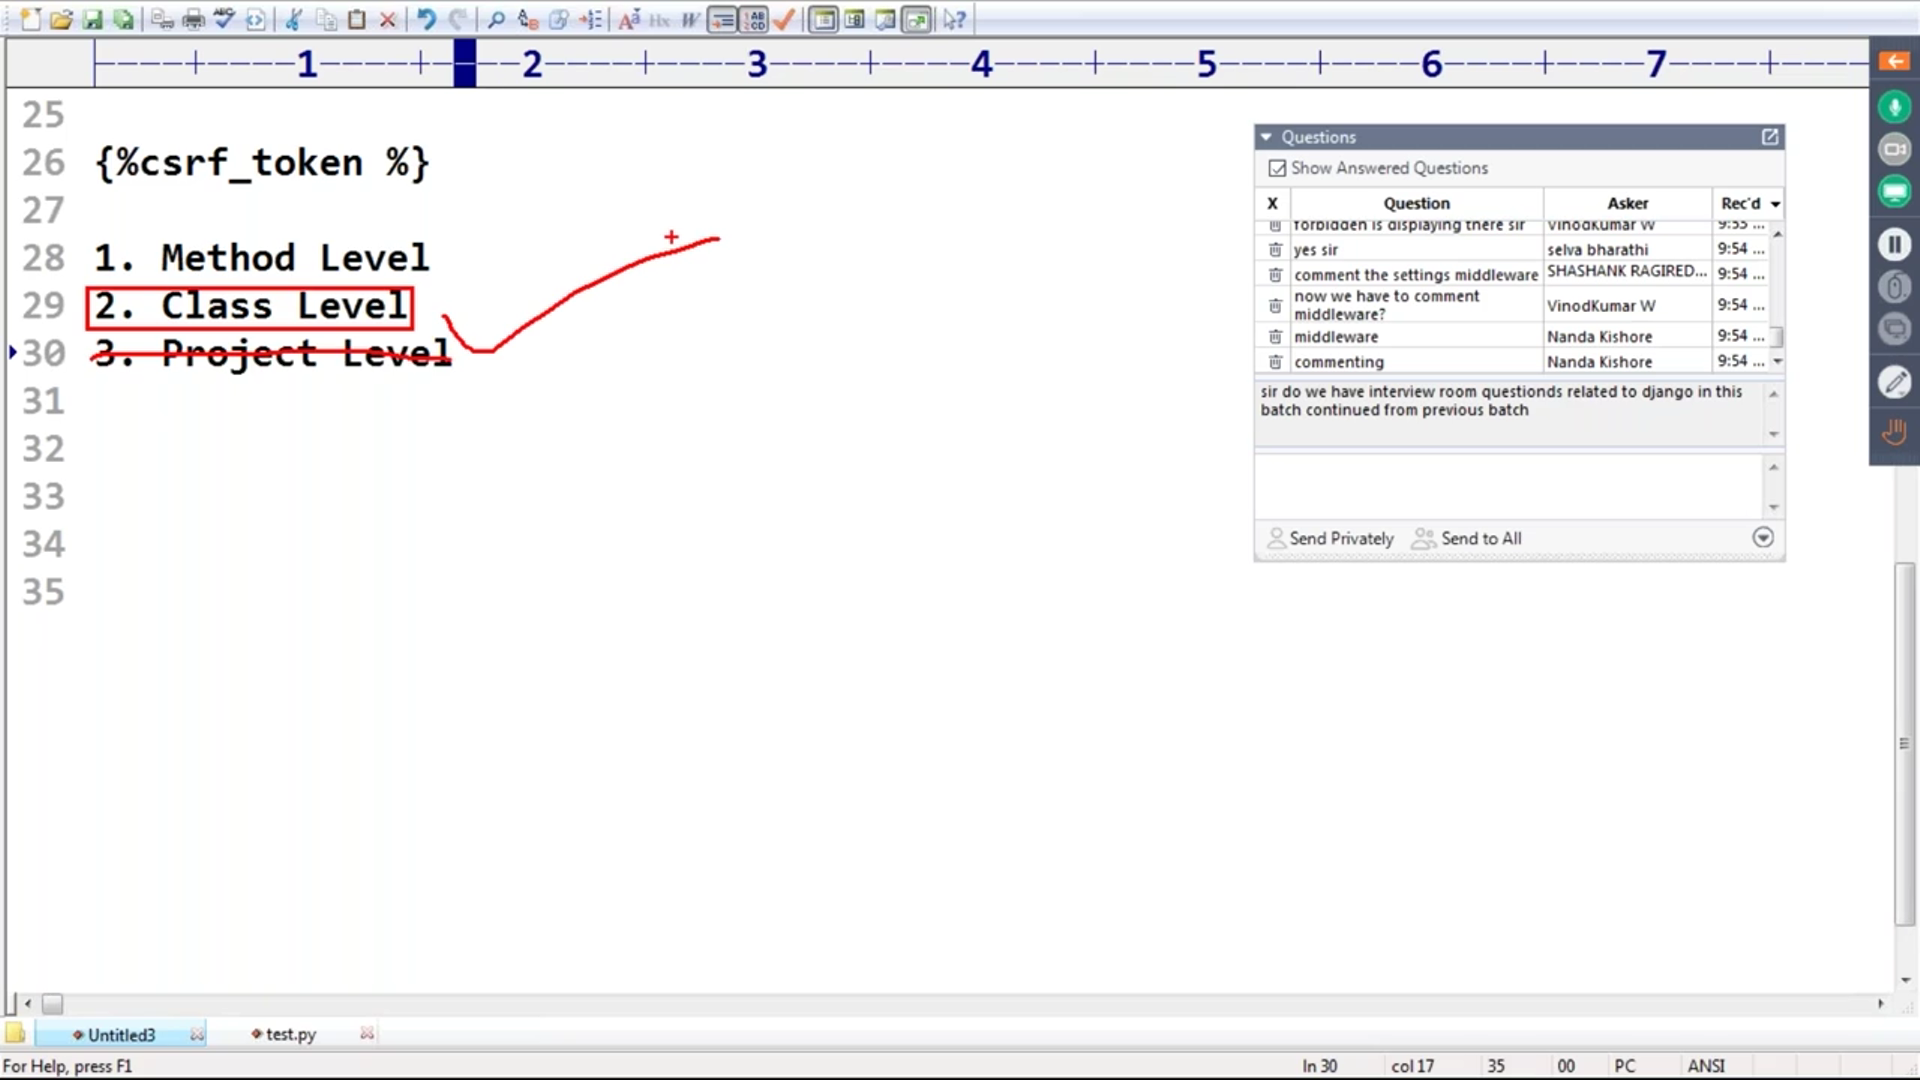 1 2 3 4 5 6 7
25
26 {%csrf_token %}
27
28 1. Method Level
29 2. Class Level
30 3. Project Level
31
32
33
34
35
Questions
Show Answered Questions
X Question Asker Rec'd
forbidden is displaying there sir VinodKumar W 9:53 ...
yes sir selva bharathi 9:54 ...
comment the settings middleware SHASHANK RAGIRED... 9:54 ...
now we have to comment middleware? VinodKumar W 9:54 ...
middleware Nanda Kishore 9:54 ...
commenting Nanda Kishore 9:54 ...
sir do we have interview room questionds related to django in this
batch continued from previous batch
Send Privately Send to All
Untitled3 test.py
For Help, press F1 ln 30 col 17 35 00 PC ANSI